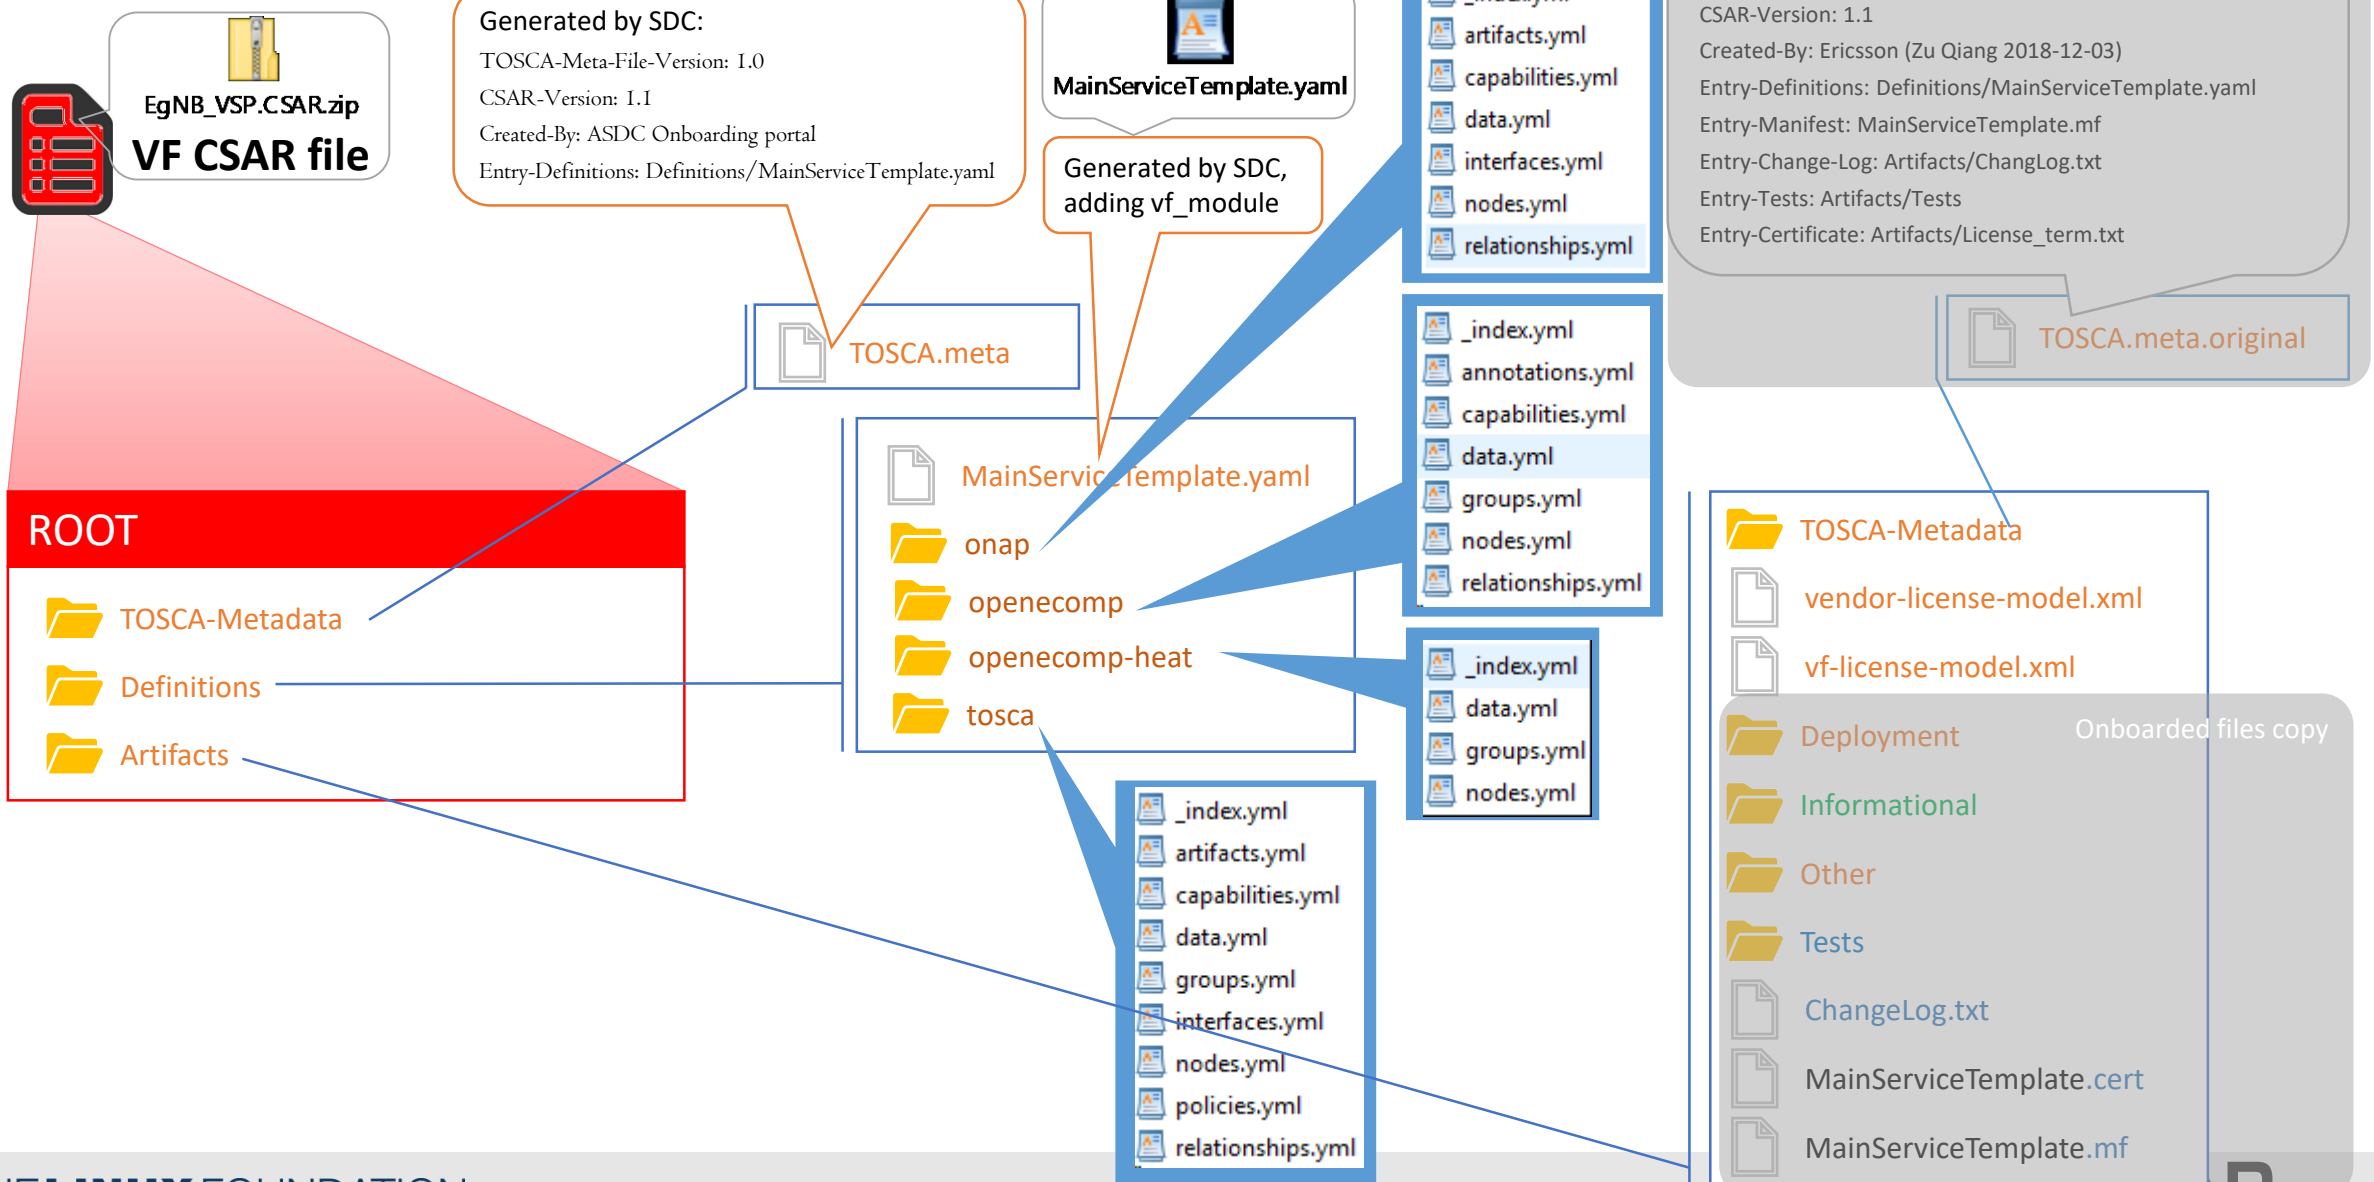 EgNB_VSP.CSAR.zip
VF CSAR file
Generated by SDC:
TOSCA-Meta-File-Version: 1.0
CSAR-Version: 1.1
Created-By: ASDC Onboarding portal
Entry-Definitions: Definitions/MainServiceTemplate.yaml
MainServiceTemplate.yaml
Generated by SDC,
adding vf_module
_index.yml
artifacts.yml
capabilities.yml
data.yml
interfaces.yml
nodes.yml
relationships.yml
CSAR-Version: 1.1
Created-By: Ericsson (Zu Qiang 2018-12-03)
Entry-Definitions: Definitions/MainServiceTemplate.yaml
Entry-Manifest: MainServiceTemplate.mf
Entry-Change-Log: Artifacts/ChangLog.txt
Entry-Tests: Artifacts/Tests
Entry-Certificate: Artifacts/License_term.txt
TOSCA.meta
TOSCA.meta.original
ROOT
TOSCA-Metadata
Definitions
Artifacts
MainServiceTemplate.yaml
onap
openecomp
openecomp-heat
tosca
_index.yml
annotations.yml
capabilities.yml
data.yml
groups.yml
nodes.yml
relationships.yml
_index.yml
data.yml
groups.yml
nodes.yml
_index.yml
artifacts.yml
capabilities.yml
data.yml
groups.yml
interfaces.yml
nodes.yml
policies.yml
relationships.yml
TOSCA-Metadata
vendor-license-model.xml
vf-license-model.xml
Onboarded files copy
Deployment
Informational
Other
Tests
ChangeLog.txt
MainServiceTemplate.cert
MainServiceTemplate.mf
LINUX FOUNDATION